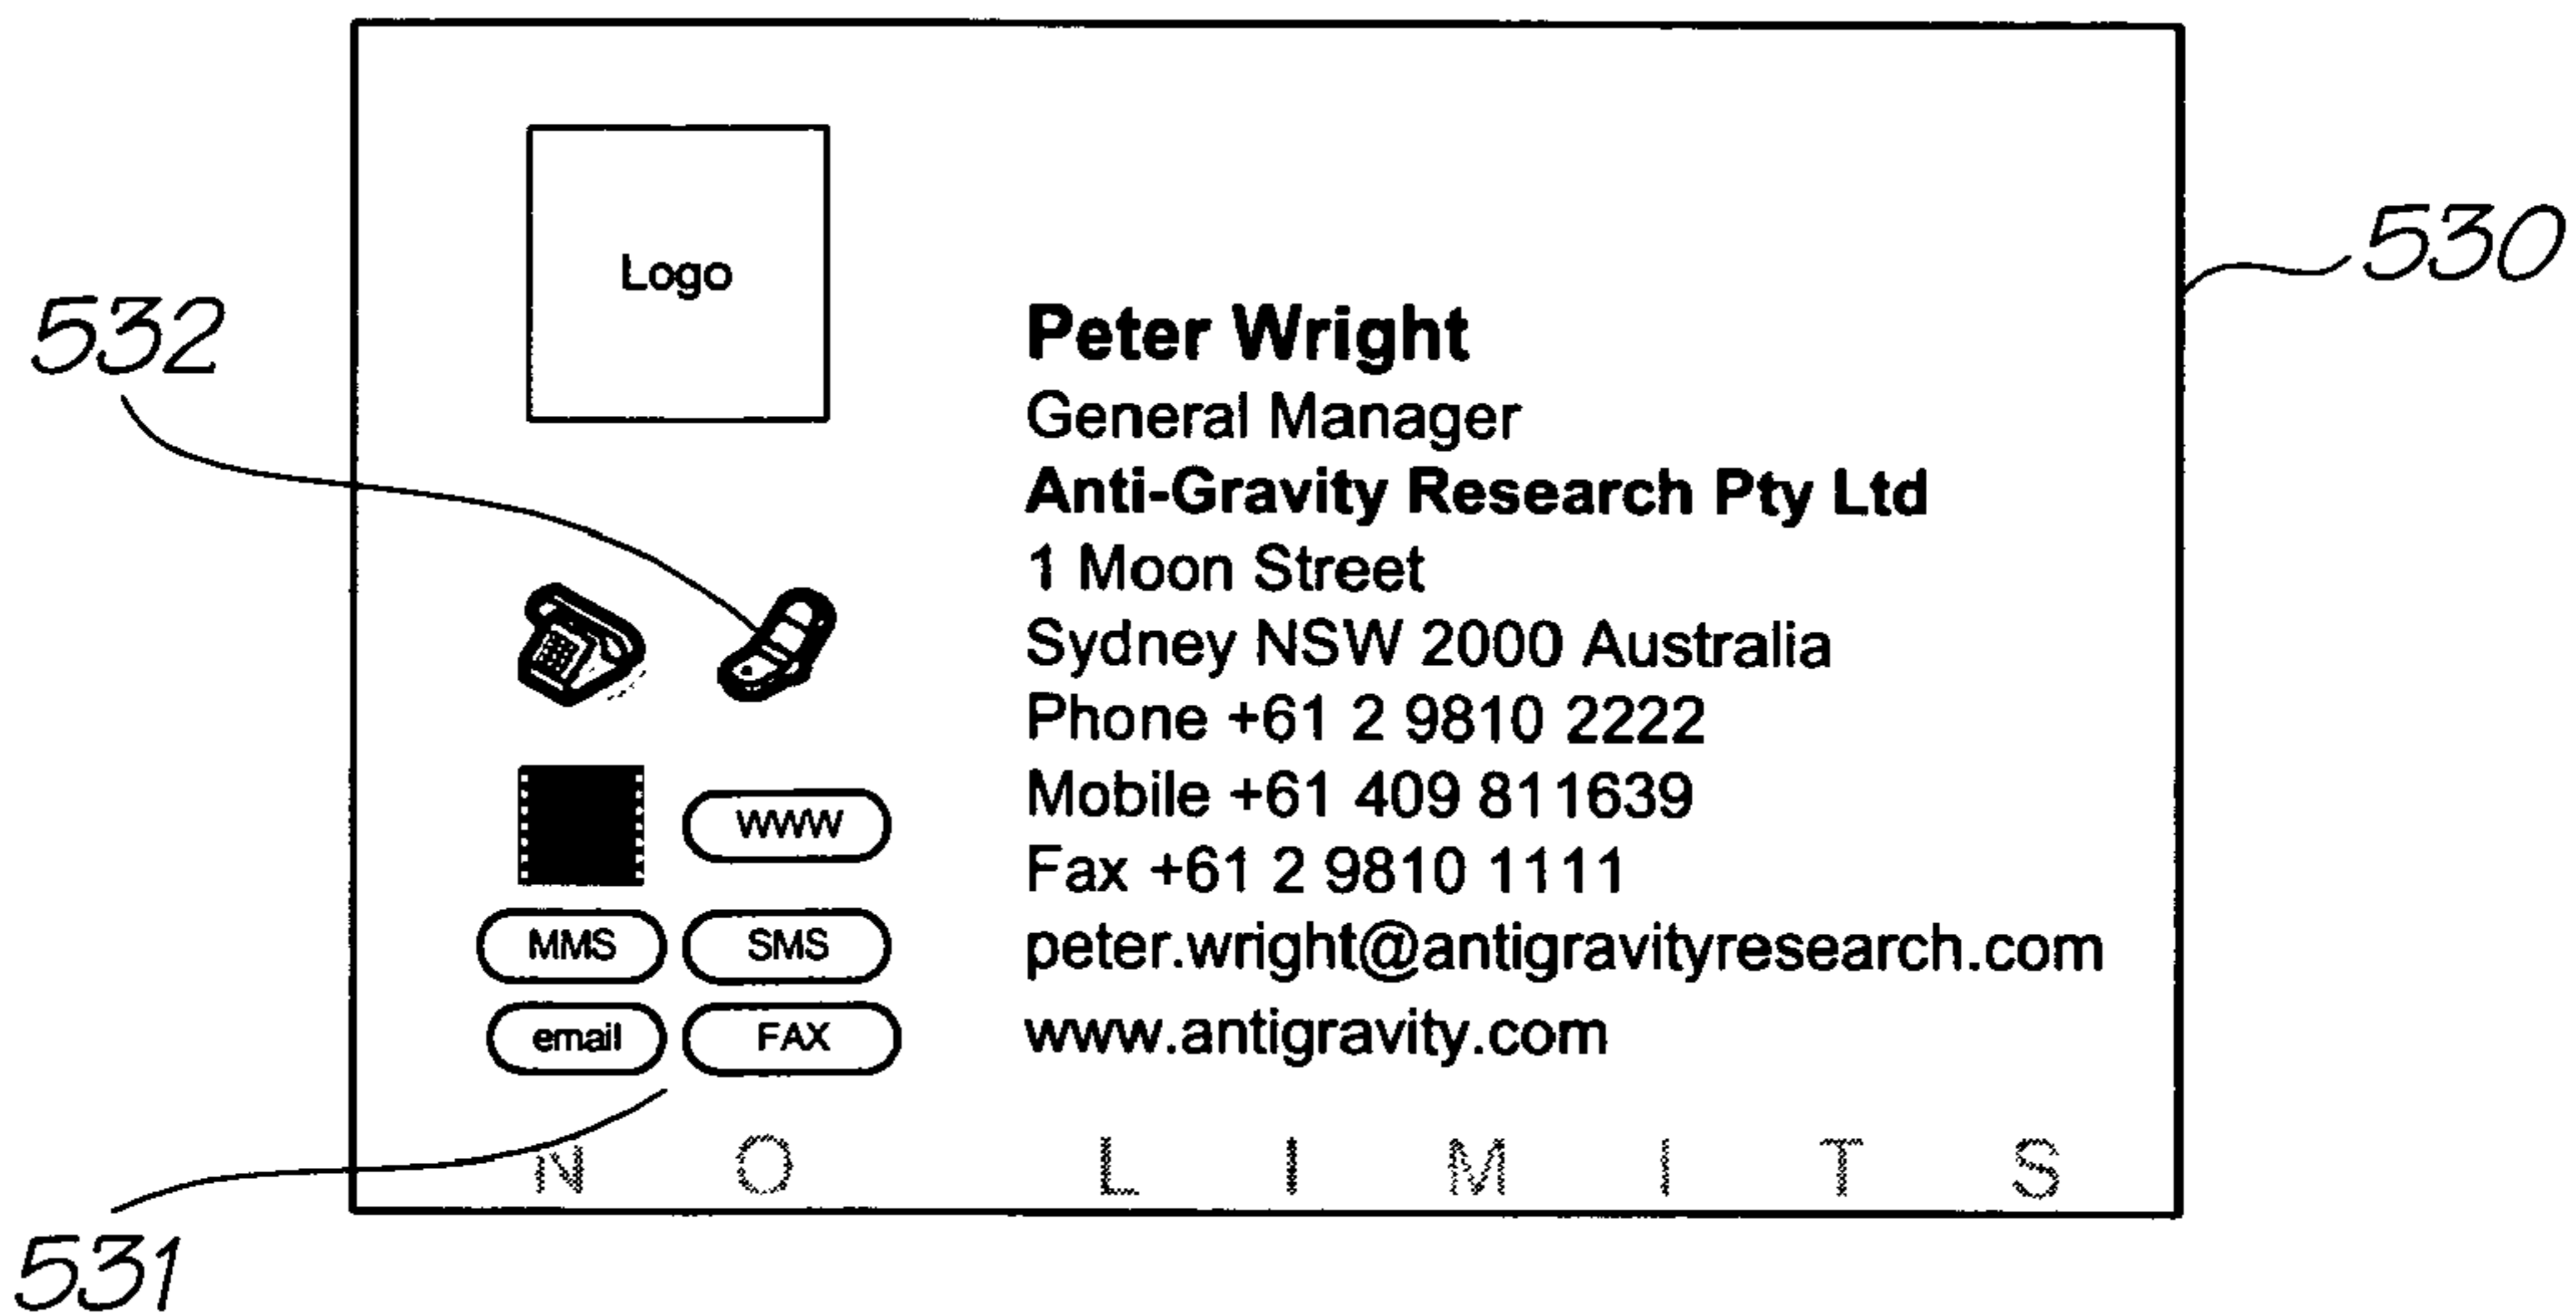 530
Logo
532
Peter Wright
General Manager
Anti-Gravity Research Pty Ltd
1 Moon Street
Sydney NSW 2000 Australia
Phone +61 2 9810 2222
Mobile +61 409 811639
Fax +61 2 9810 1111
peter.wright@antigravityresearch.com
www.antigravity.com
WWW
MMS SMS
email FAX
NO LIMITS
531